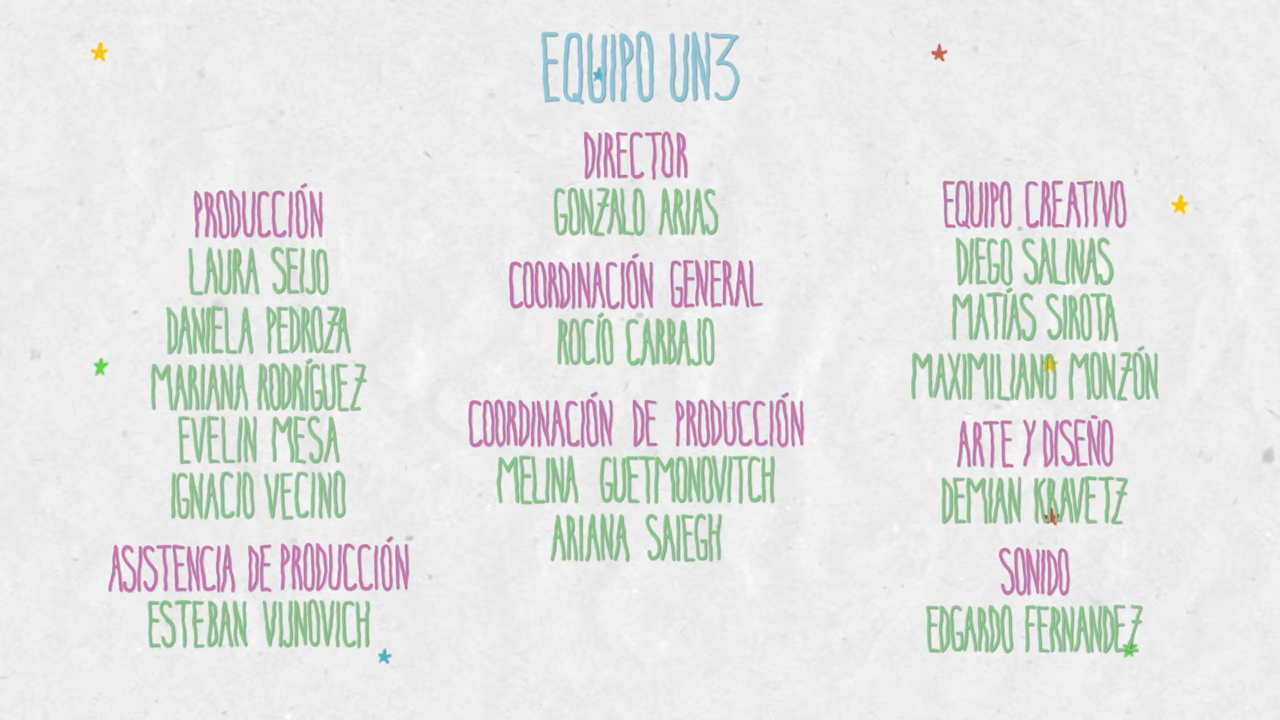 EQUIPO UN3
PRODUCCIÓN
LAURA SEIJO
DANIELA PEDROZA
MARIANA RODRÍGUEZ
EVELIN MESA
IGNACIO VECINO
ASISTENCIA DE PRODUCCIÓN
ESTEBAN VIJNOVICH
DIRECTOR
GONZALO ARIAS
COORDINACIÓN GENERAL
ROCÍO CARBAJO
COORDINACIÓN DE PRODUCCIÓN
MELINA GUETMONOVITCH
ARIANA SAIEGH
EQUIPO CREATIVO
DIEGO SALINAS
MATÍAS SIROTA
MAXIMILIANO MONZÓN
ARTE Y DISEÑO
DEMIAN KRAVETZ
SONIDO
EDGARDO FERNANDEZ